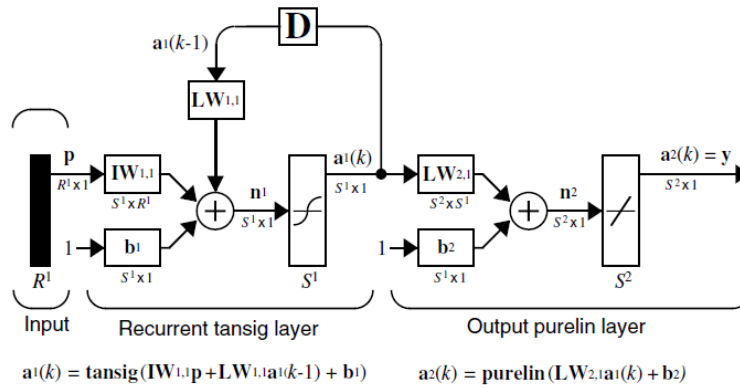 D
a¹(k-1)
LW1,1
p
R¹x1
IW1,1
S¹xR¹
1
b¹
S¹x1
n¹
S¹x1
a¹(k)
S¹x1
LW2,1
S²xS¹
1
b²
S¹x1
n²
S²x1
a²(k) = y
S²x1
R¹
S¹
S²
Input
Recurrent tansig layer
Output purelin layer
a¹(k) = tansig (IW1,1p+LW1,1a¹(k-1) + b¹)
a²(k) = purelin (LW2,1a¹(k) + b²)